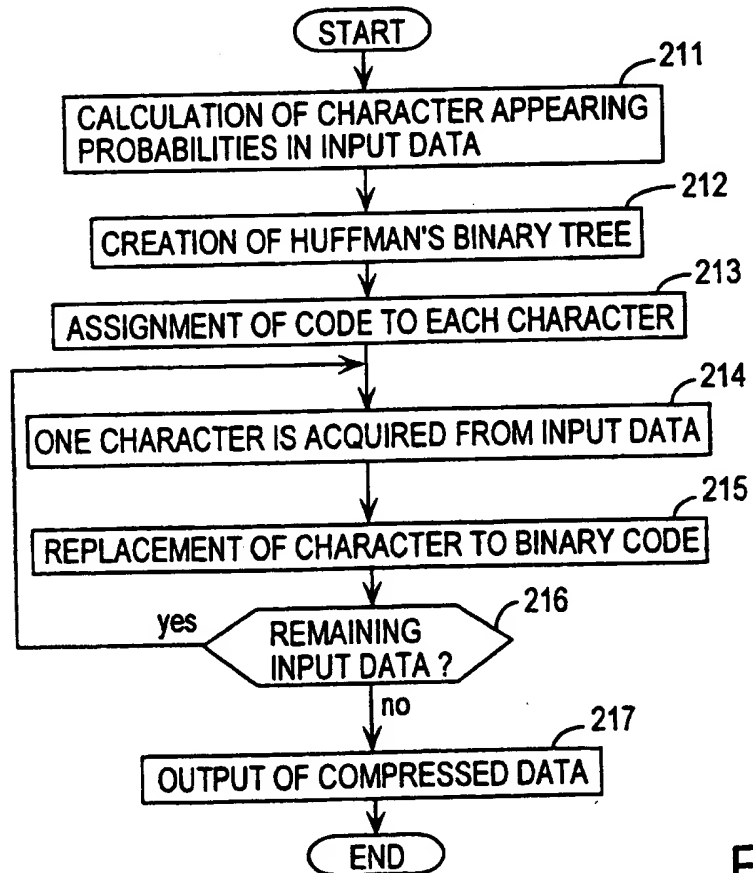 START
211
CALCULATION OF CHARACTER APPEARING
PROBABILITIES IN INPUT DATA
212
CREATION OF HUFFMAN'S BINARY TREE
213
ASSIGNMENT OF CODE TO EACH CHARACTER
214
ONE CHARACTER IS ACQUIRED FROM INPUT DATA
215
REPLACEMENT OF CHARACTER TO BINARY CODE
216
yes
REMAINING
INPUT DATA ?
no
217
OUTPUT OF COMPRESSED DATA
END